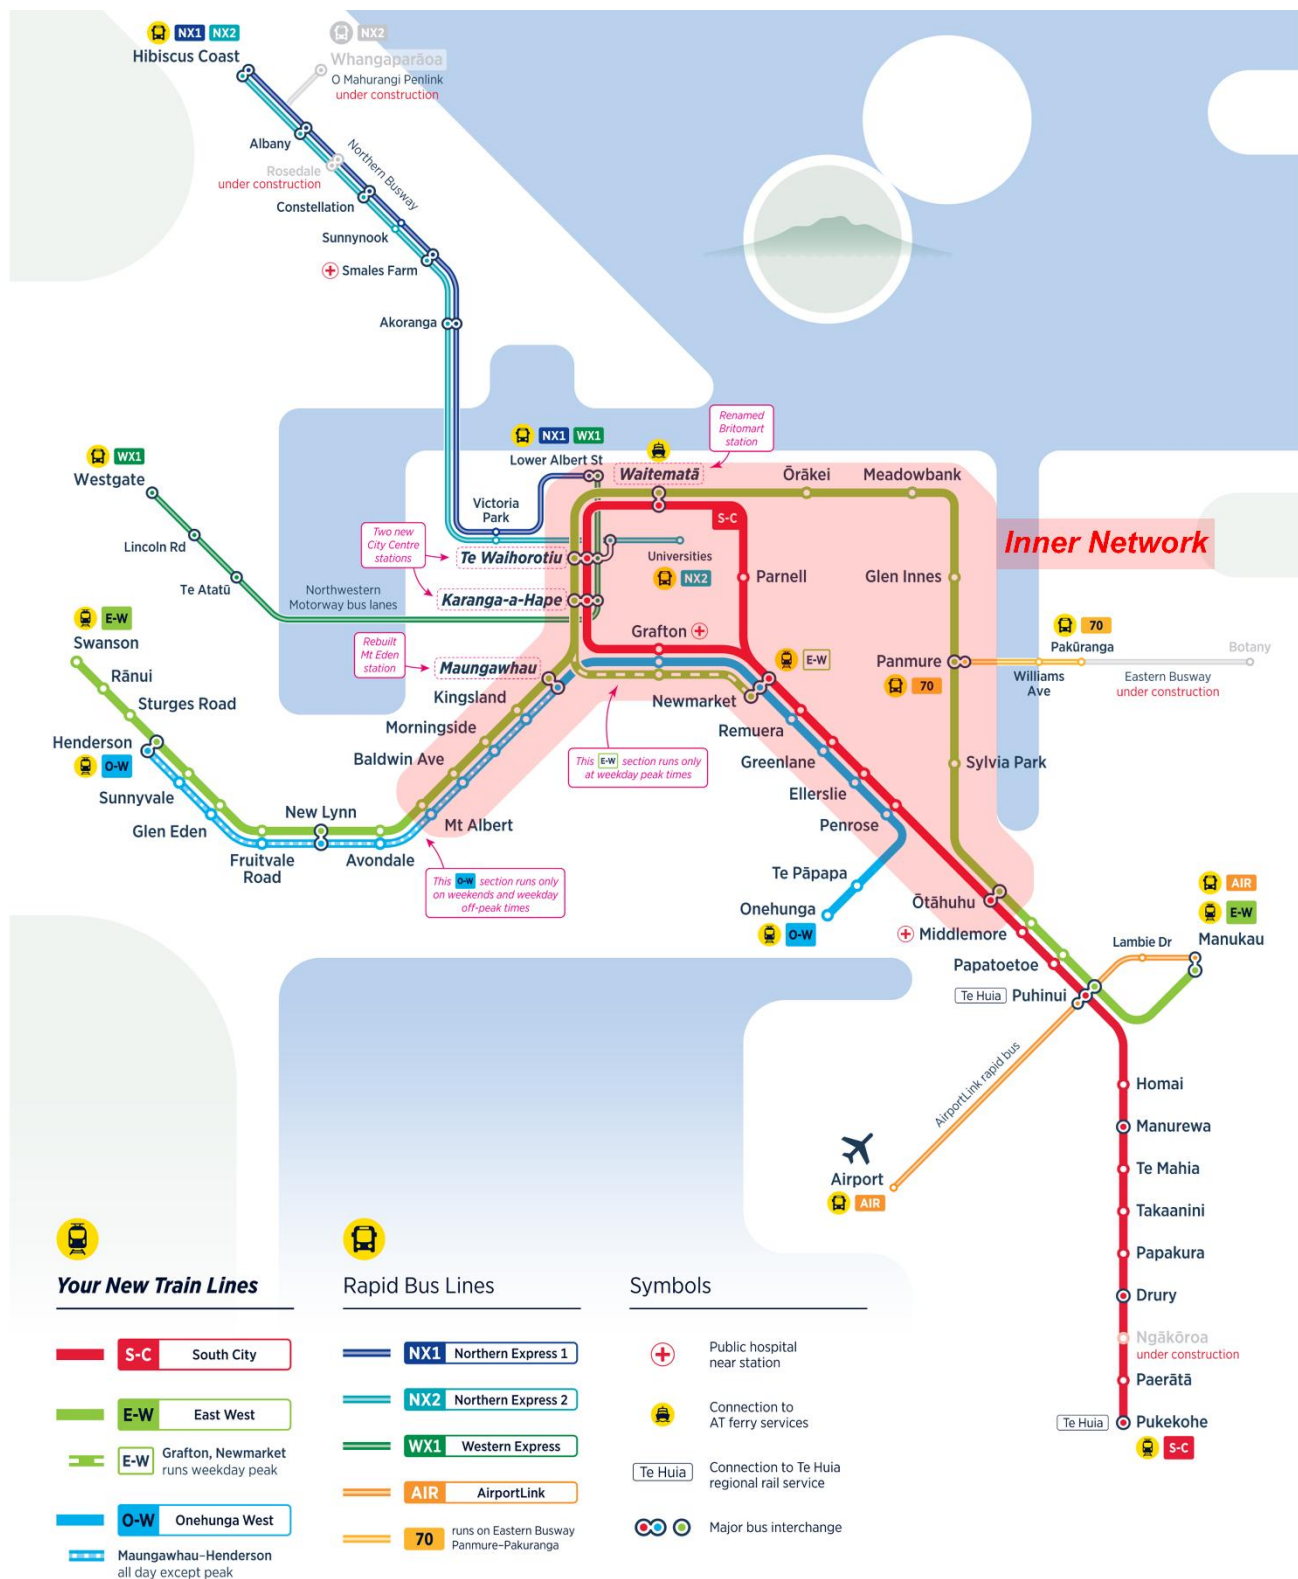 NX1 NX2
Hibiscus Coast
NX2
Whangaparāoa
O Mahurangi Penlink
under construction
Albany
Northern Busway
Rosedale
under construction
Constellation
Sunnynook
Smales Farm
Akoranga
Renamed
Britomart
station
NX1 WX1
Lower Albert St
Waitematā
Ōrākei
Meadowbank
WX1
Westgate
Victoria
Park
S-C
Inner Network
Two new
City Centre
stations
Lincoln Rd
Te Waihorotiu
Universities
NX2
Parnell
Glen Innes
Te Atatū
Northwestern
Motorway bus lanes
Karanga-a-Hape
E-W
Swanson
Rebuilt
Mt Eden
station
Grafton
Maungawhau
E-W
Panmure
70
70
Pakūranga
Botany
Williams
Ave
Eastern Busway
under construction
Rānui
Sturges Road
Kingsland
Newmarket
Morningside
Remuera
Henderson
O-W
Baldwin Ave
This E-W section runs only
at weekday peak times
Greenlane
Sylvia Park
Sunnyvale
Ellerslie
Glen Eden
New Lynn
Mt Albert
Penrose
Fruitvale
Road
Avondale
This O-W section runs only
on weekends and weekday
off-peak times
Te Pāpapa
Onehunga
O-W
Ōtāhuhu
AIR
E-W
Manukau
Middlemore
Lambie Dr
Papatoetoe
Te Huia Puhinui
AirportLink rapid bus
Homai
Manurewa
Airport
AIR
Te Mahia
Takaanini
Papakura
Drury
Ngākōroa
under construction
Paerātā
Te Huia Pukekohe
S-C
Your New Train Lines
S-C South City
E-W East West
E-W Grafton, Newmarket
runs weekday peak
O-W Onehunga West
Maungawhau–Henderson
all day except peak
Rapid Bus Lines
NX1 Northern Express 1
NX2 Northern Express 2
WX1 Western Express
AIR AirportLink
70 runs on Eastern Busway
Panmure–Pakuranga
Symbols
Public hospital
near station
Connection to
AT ferry services
Te Huia Connection to Te Huia
regional rail service
Major bus interchange